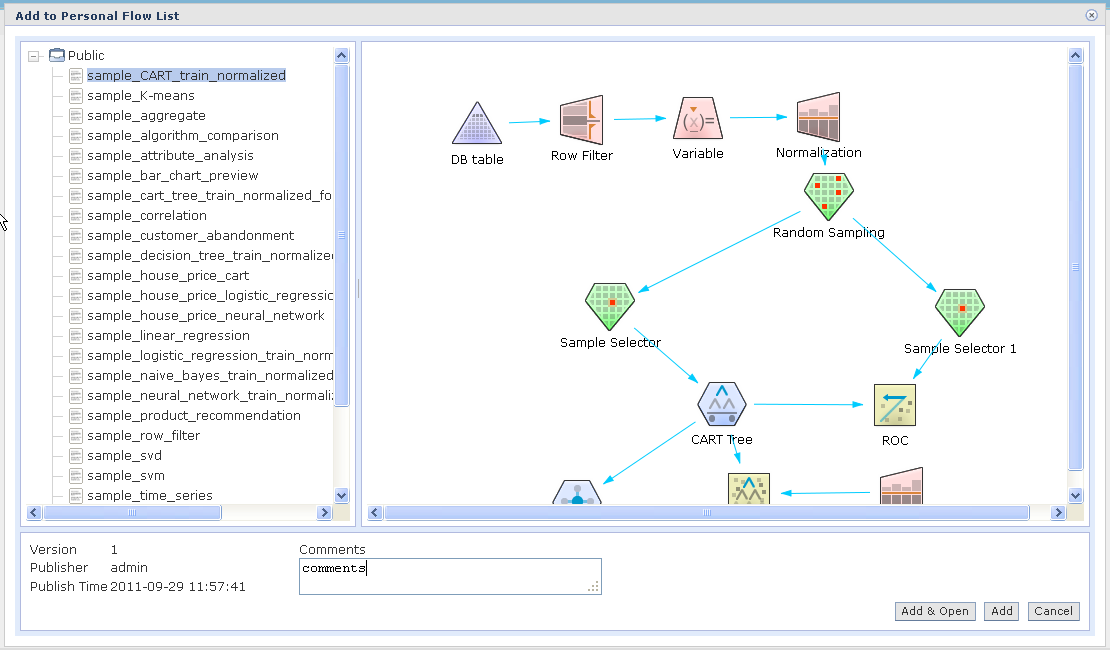 Add to Personal Flow List
Public
sample_CART_train_normalized
sample_K-means
sample_aggregate
sample_algorithm_comparison
sample_attribute_analysis
sample_bar_chart_preview
sample_cart_tree_train_normalized_fo
sample_correlation
sample_customer_abandonment
sample_decision_tree_train_normalize
sample_house_price_cart
sample_house_price_logistic_regressic
sample_house_price_neural_network
sample_linear_regression
sample_logistic_regression_train_norm
sample_naive_bayes_train_normalized
sample_neural_network_train_normali
sample_product_recommendation
sample_row_filter
sample_svd
sample_svm
sample_time_series
DB table
Row Filter
(x)=
Variable
Normalization
Random Sampling
Sample Selector
Sample Selector 1
CART Tree
ROC
Version 1
Publisher admin
Publish Time 2011-09-29 11:57:41
Comments
comments
Add & Open
Add
Cancel